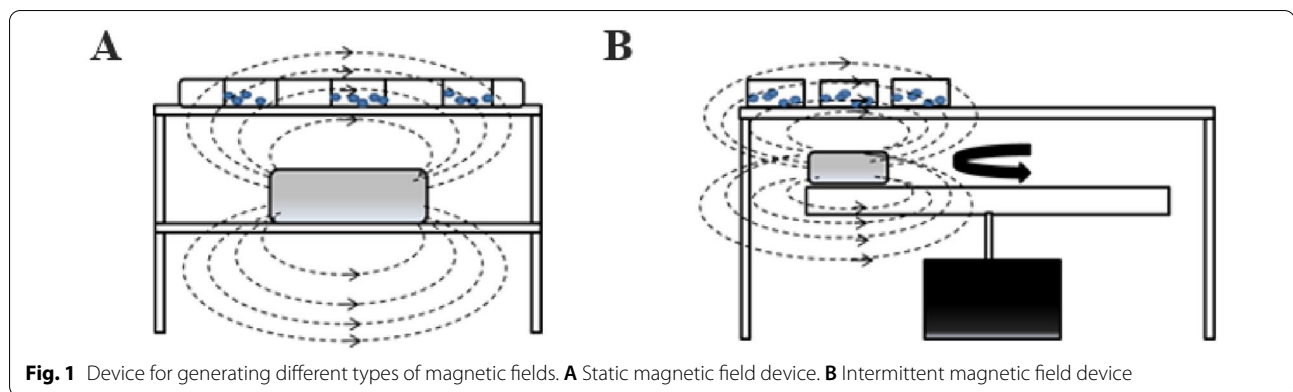 A
B
Fig. 1 Device for generating different types of magnetic fields. A Static magnetic field device. B Intermittent magnetic field device